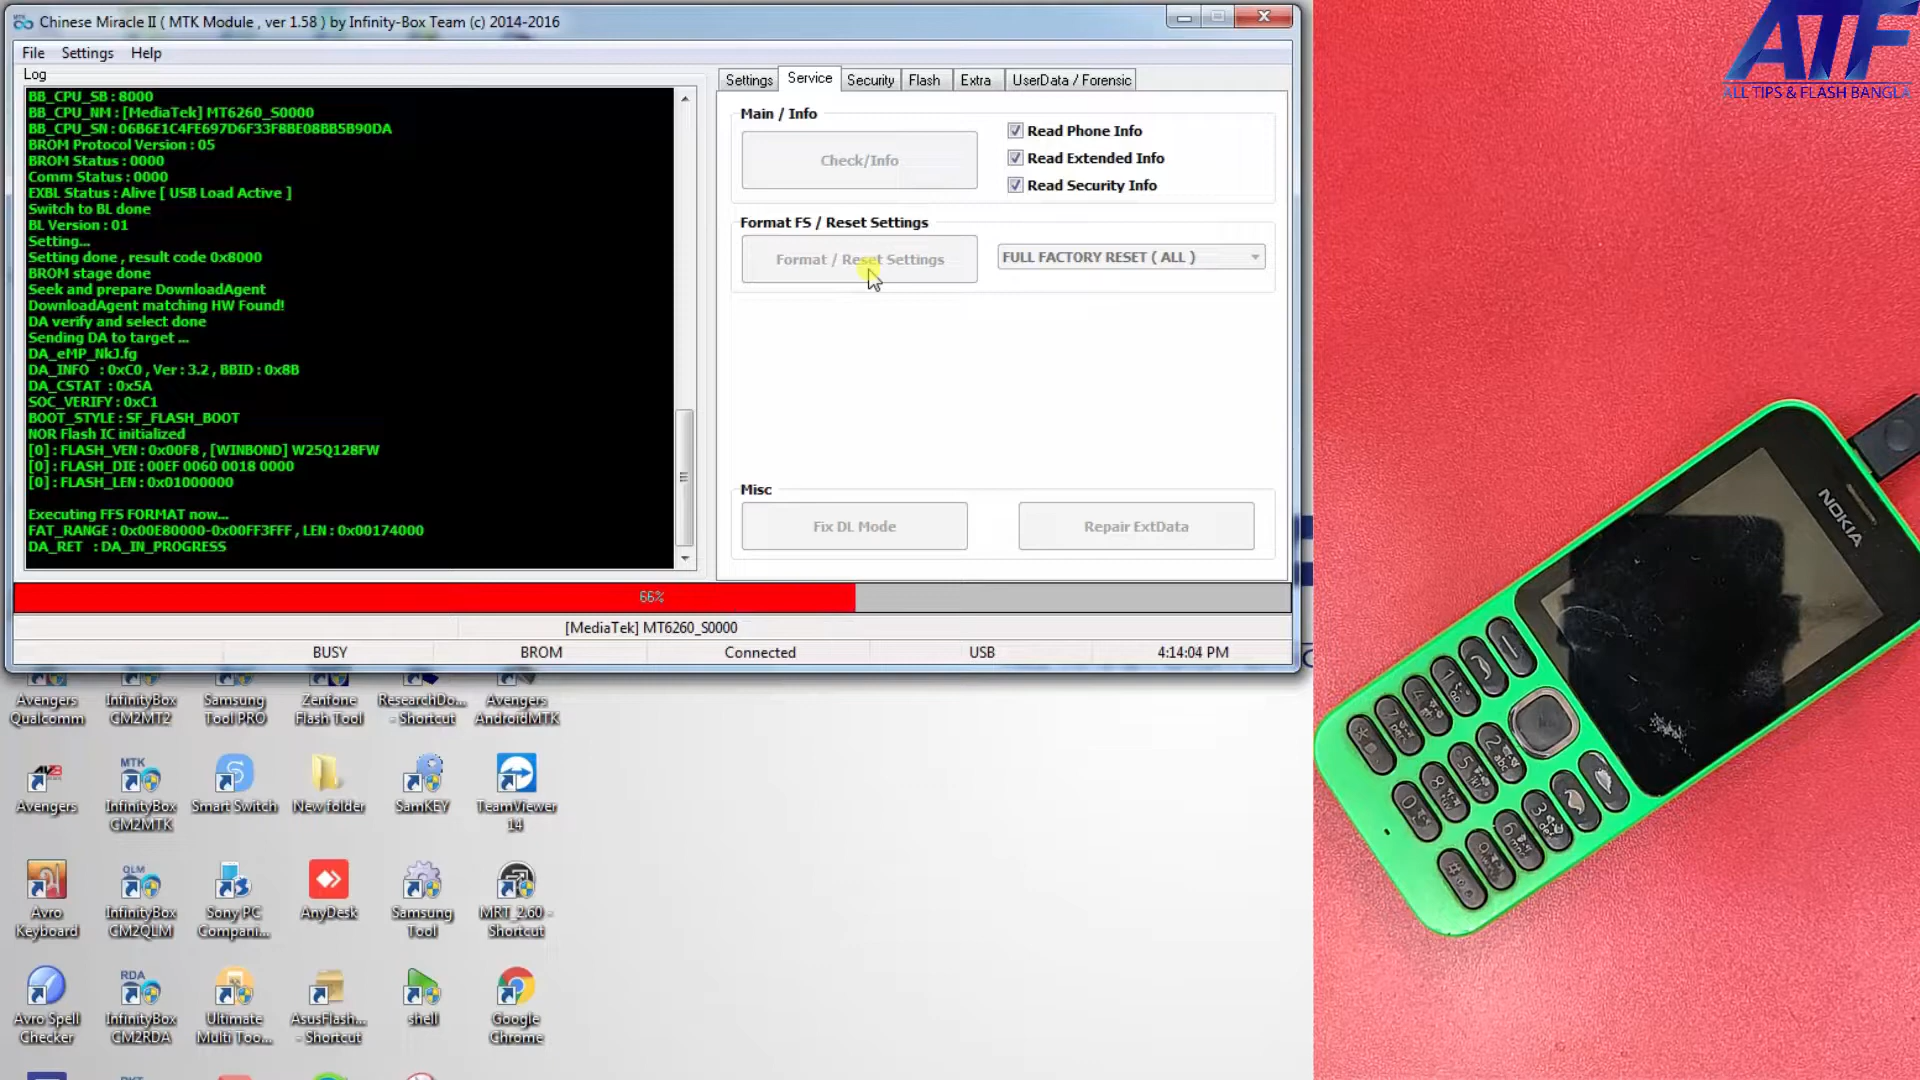 Chinese Miracle II ( MTK Module , ver 1.58 ) by Infinity-Box Team (c) 2014-2016
File Settings Help
Log
BB_CPU_SB : 8000
BB_CPU_NM : [MediaTek] MT6260_S0000
BB_CPU_SN : 06B6E1C4FE697D6F33F8BE08BB5B90DA
BROM Protocol Version : 05
BROM Status : 0000
Comm Status : 0000
EXBL Status : Alive [ USB Load Active ]
Switch to BL done
BL Version : 01
Setting...
Setting done , result code 0x8000
BROM stage done
Seek and prepare DownloadAgent
DownloadAgent matching HW Found!
DA verify and select done
Sending DA to target ...
DA_eMP_NkJ.fg
DA_INFO : 0xC0 , Ver : 3.2 , BBID : 0x8B
DA_CSTAT : 0x5A
SOC_VERIFY : 0xC1
BOOT_STYLE : SF_FLASH_BOOT
NOR Flash IC initialized
[0] : FLASH_VEN : 0x00F8 , [WINBOND] W25Q128FW
[0] : FLASH_DIE : 00EF 0060 0018 0000
[0] : FLASH_LEN : 0x01000000
Executing FFS FORMAT now...
FAT_RANGE : 0x00E80000-0x00FF3FFF , LEN : 0x00174000
DA_RET : DA_IN_PROGRESS
Settings Service Security Flash Extra UserData / Forensic
Main / Info
Check/Info
Read Phone Info
Read Extended Info
Read Security Info
Format FS / Reset Settings
Format / Reset Settings
FULL FACTORY RESET ( ALL )
Misc
Fix DL Mode
Repair ExtData
66%
[MediaTek] MT6260_S0000
BUSY BROM Connected USB 4:14:04 PM
Avengers Qualcomm
InfinityBox CM2MT2
Samsung Tool PRO
Zenfone Flash Tool
ResearchDo... - Shortcut
Avengers AndroidMTK
Avengers
MTK
InfinityBox CM2MTK
Smart Switch
New folder
SamKEY
TeamViewer 14
Avro Keyboard
QLM
InfinityBox CM2QLM
Sony PC Compani...
AnyDesk
Samsung Tool
MRT_2.60 - Shortcut
Avro Spell Checker
RDA
InfinityBox CM2RDA
Ultimate Multi Too...
AsusFlash... - Shortcut
shell
Google Chrome
ATF
ALL TIPS & FLASH BANGLA
NOKIA